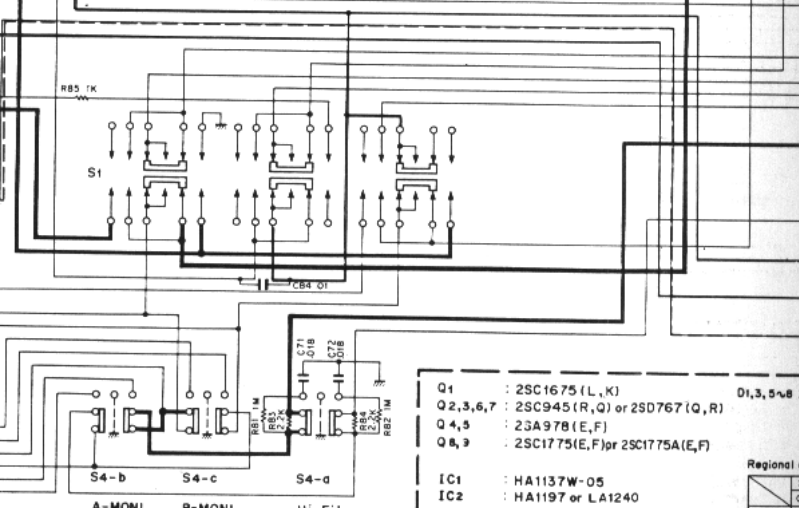 R85 1K
S1
C84 .01
C71 .018
C72 .018
R81 1M
R83 2.2K
R84 2.2K
R82 1M
S4-b
S4-c
S4-a
A-MONI
B-MONI
Q1 : 2SC1675(L,K)
Q2,3,6,7 : 2SC945(R,Q) or 2SD767(Q,R)
Q4,5 : 2SA978(E,F)
Q8,9 : 2SC1775(E,F)or 2SC1775A(E,F)
IC1 : HA1137W-05
IC2 : HA1197 or LA1240
D1,3,5~8
Regional